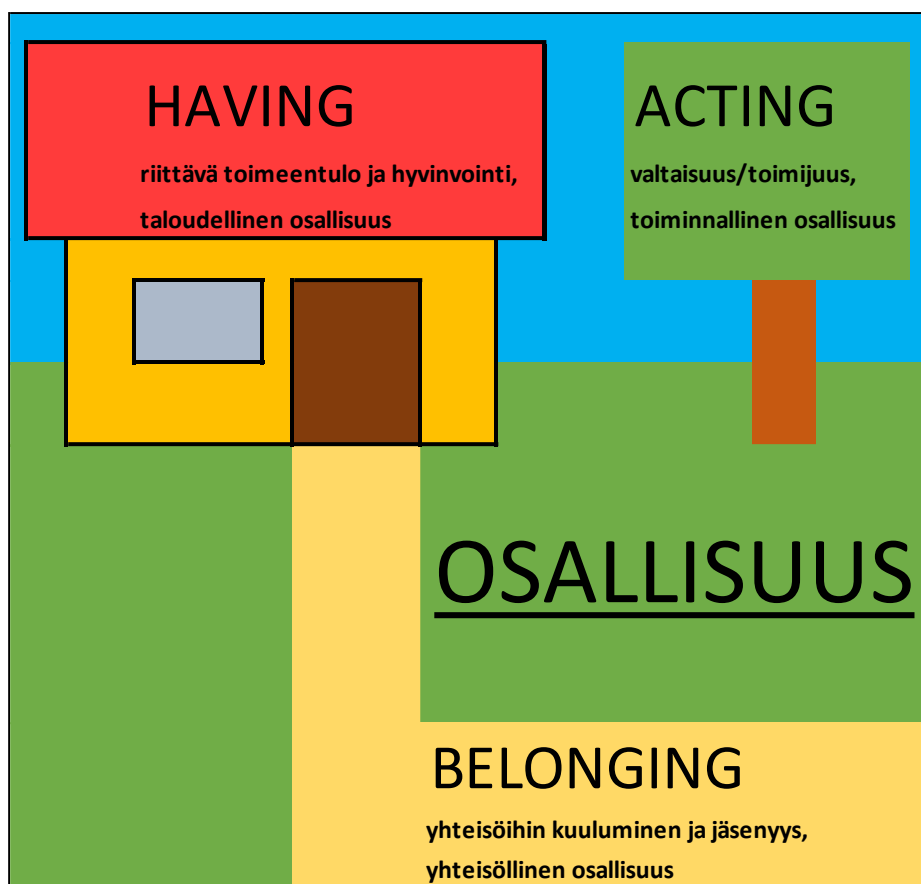 HAVING
riittävä toimeentulo ja hyvinvointi,
taloudellinen osallisuus
ACTING
valtaisuus/toimijuus,
toiminnallinen osallisuus
OSALLISUUS
BELONGING
yhteisöihin kuuluminen ja jäsenyys,
yhteisöllinen osallisuus